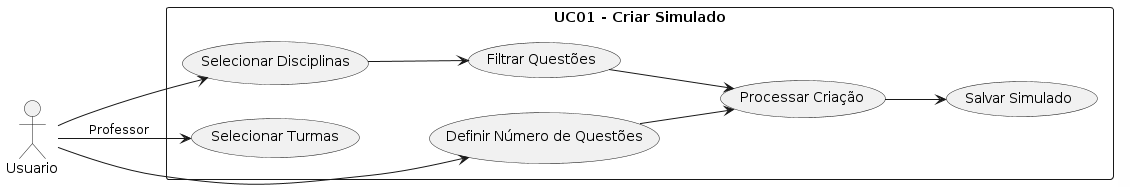 UC01 - Criar Simulado
Selecionar Disciplinas
Filtrar Questões
Processar Criação
Salvar Simulado
Professor
Selecionar Turmas
Definir Número de Questões
Usuario